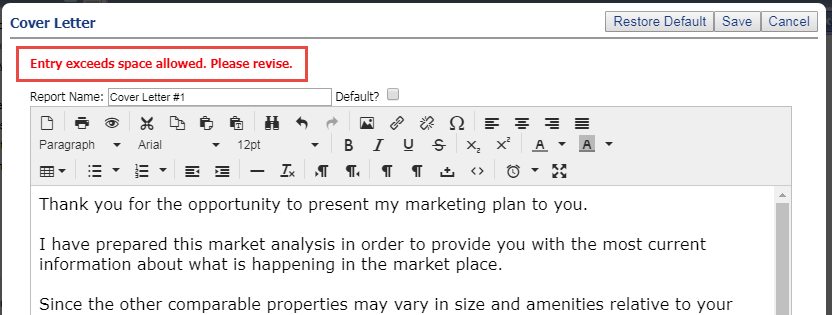 Cover Letter Restore Default Save Cancel
Entry exceeds space allowed. Please revise.
Report Name: Cover Letter #1 Default?
Paragraph Arial 12pt B I U S X₂ X² A A
Thank you for the opportunity to present my marketing plan to you.
I have prepared this market analysis in order to provide you with the most current
information about what is happening in the market place.
Since the other comparable properties may vary in size and amenities relative to your